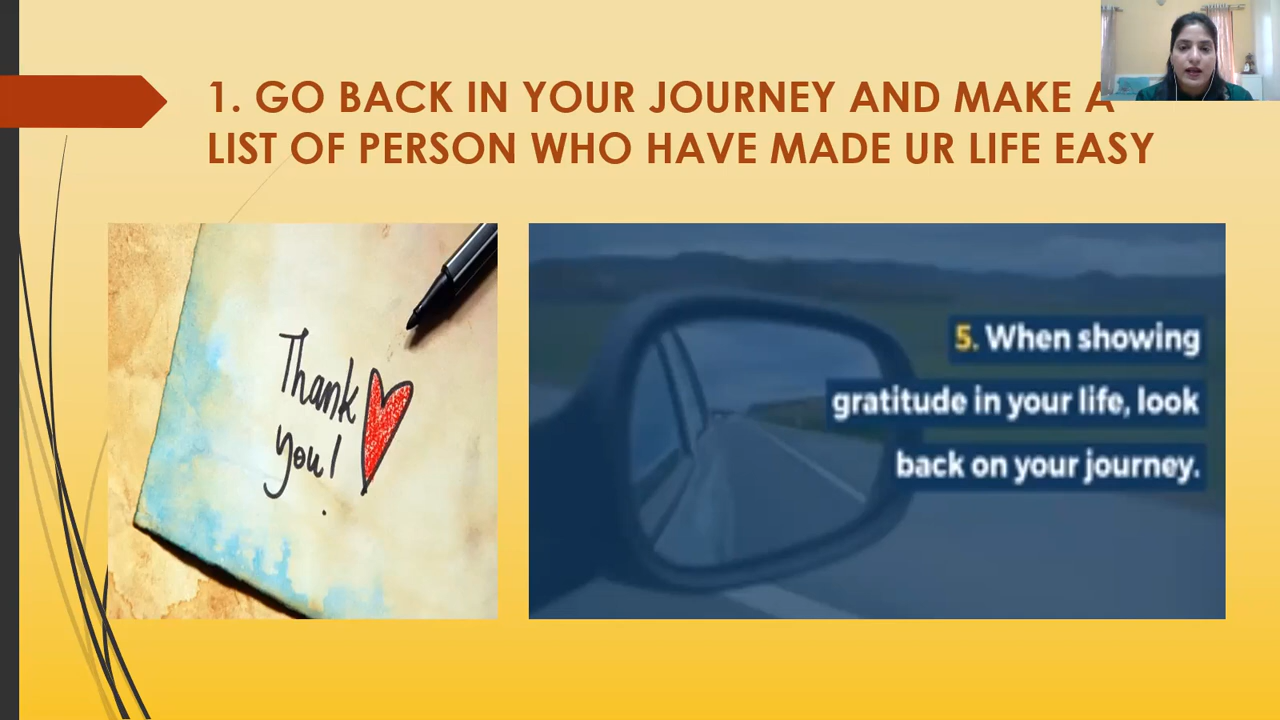 1. GO BACK IN YOUR JOURNEY AND MAKE A
LIST OF PERSON WHO HAVE MADE UR LIFE EASY
Thank
you!
5. When showing
gratitude in your life, look
back on your journey.